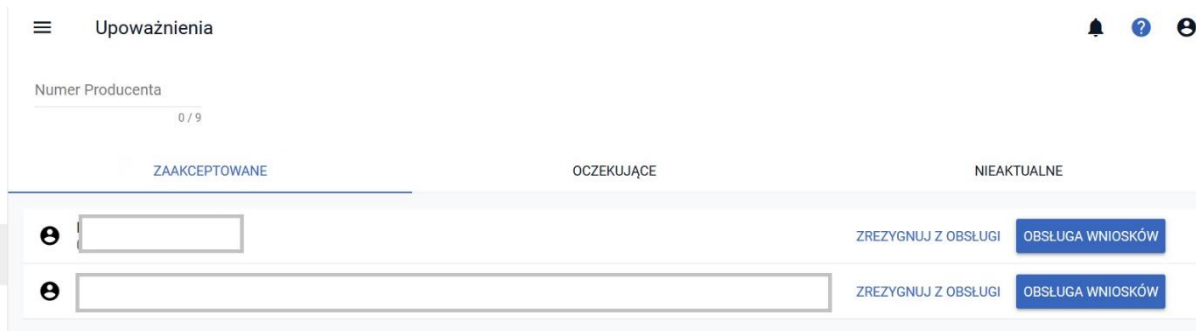 Upoważnienia
Numer Producenta
0 / 9
ZAAKCEPTOWANE OCZEKUJĄCE NIEAKTUALNE
ZREZYGNUJ Z OBSŁUGI OBSŁUGA WNIOSKÓW
ZREZYGNUJ Z OBSŁUGI OBSŁUGA WNIOSKÓW